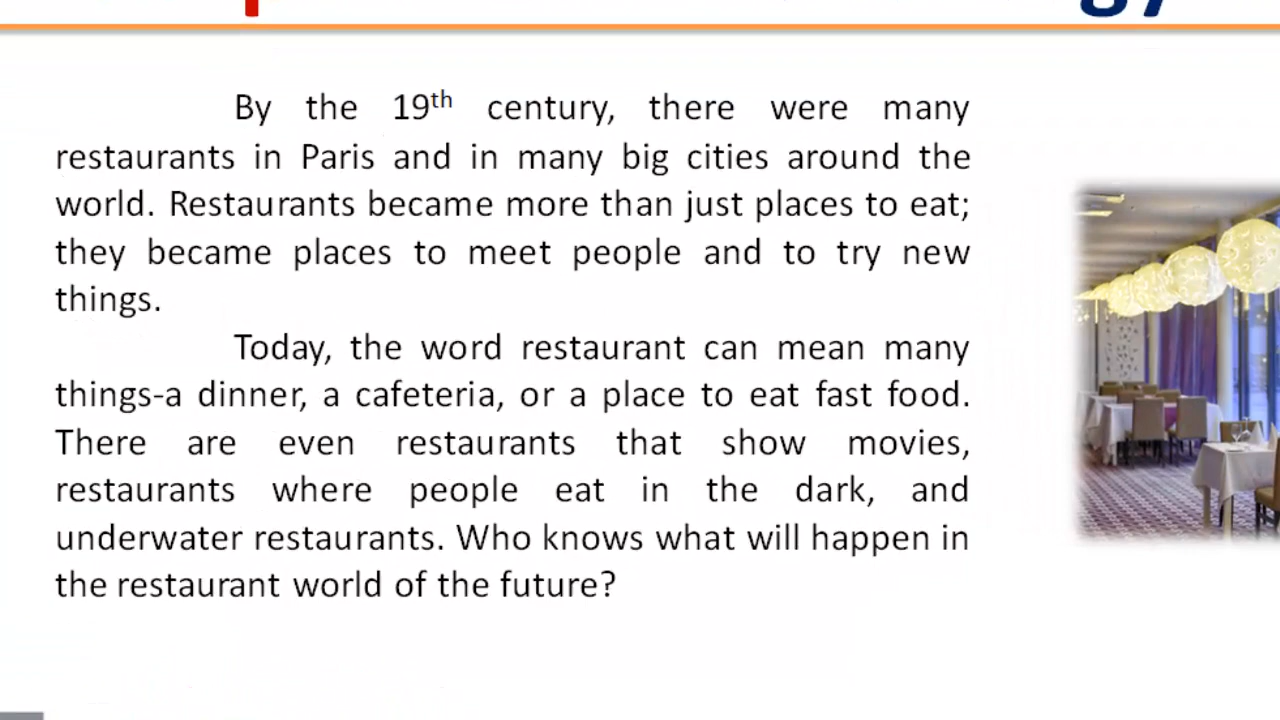 By the 19th century, there were many
restaurants in Paris and in many big cities around the
world. Restaurants became more than just places to eat;
they became places to meet people and to try new
things.
Today, the word restaurant can mean many
things-a dinner, a cafeteria, or a place to eat fast food.
There are even restaurants that show movies,
restaurants where people eat in the dark, and
underwater restaurants. Who knows what will happen in
the restaurant world of the future?